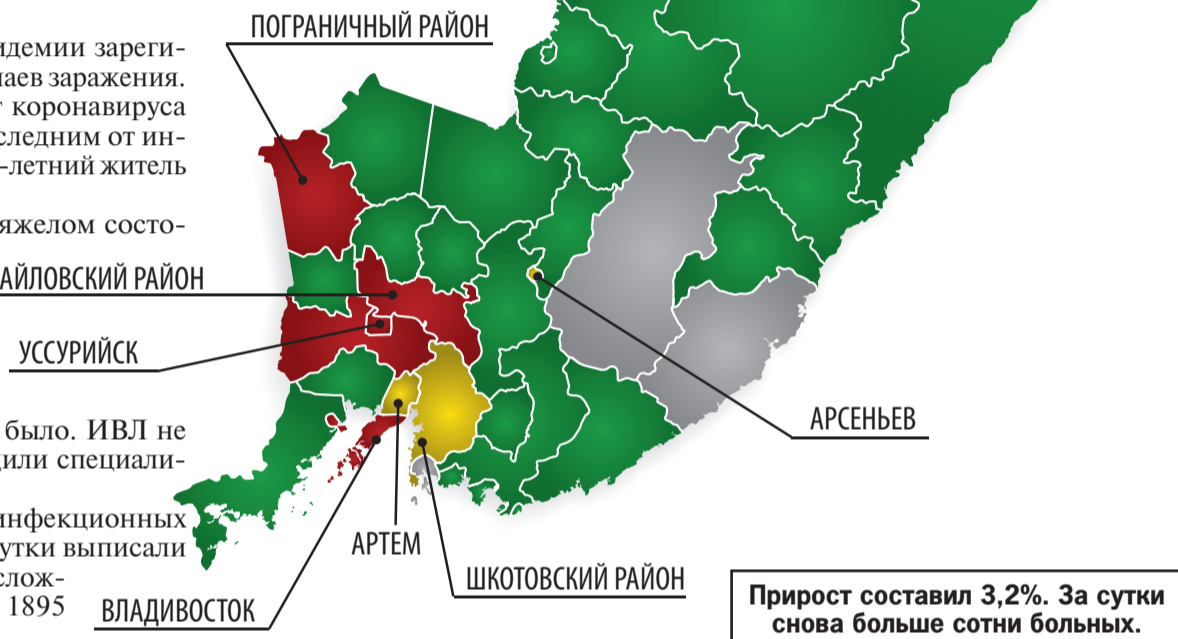 идемии зареги-
аев заражения.
коронавируса
следним от ин-
-летний житель
яжелом состо-
было. ИВЛ не
или специали-
инфекционных
утки выписали
слож-
1895
ПОГРАНИЧНЫЙ РАЙОН
АЙЛОВСКИЙ РАЙОН
УССУРИЙСК
АРСЕНЬЕВ
АРТЕМ
ШКОТОВСКИЙ РАЙОН
ВЛАДИВОСТОК
Прирост составил 3,2%. За сутки
снова больше сотни больных.